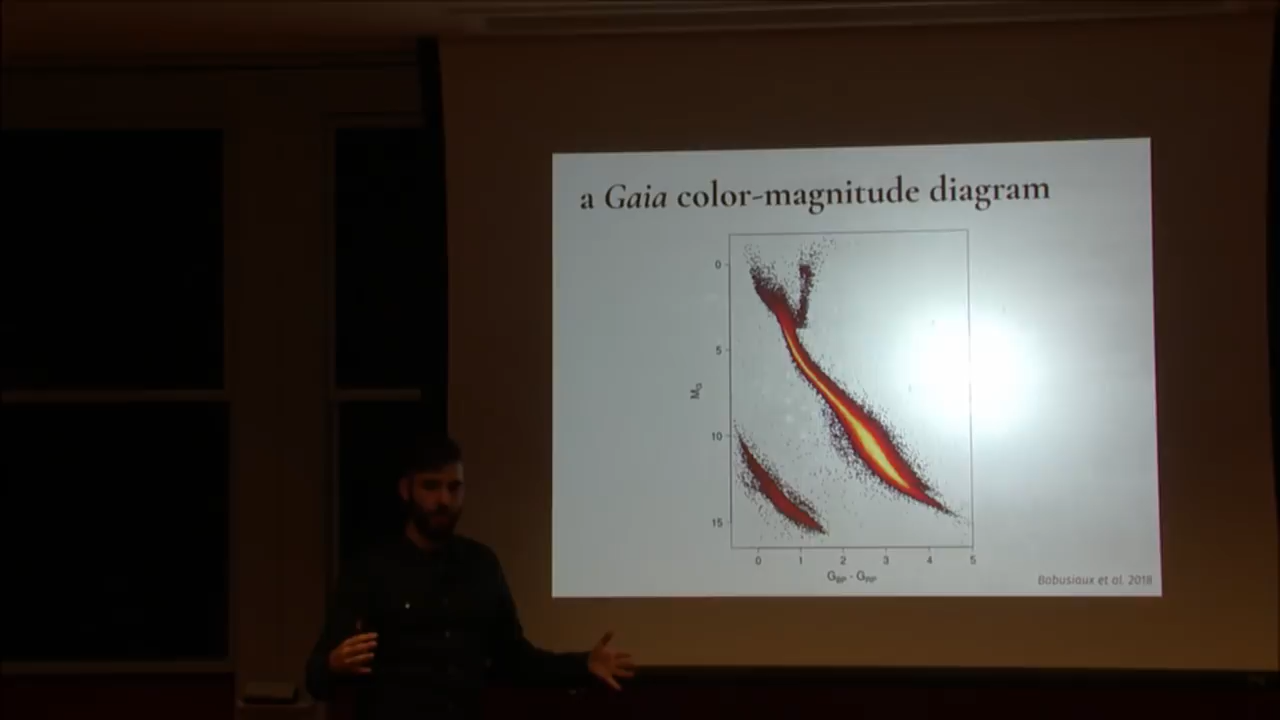 a Gaia color-magnitude diagram
0
5
10
15
M_G
0 1 2 3 4 5
G_BP - G_RP
Babusiaux et al. 2018